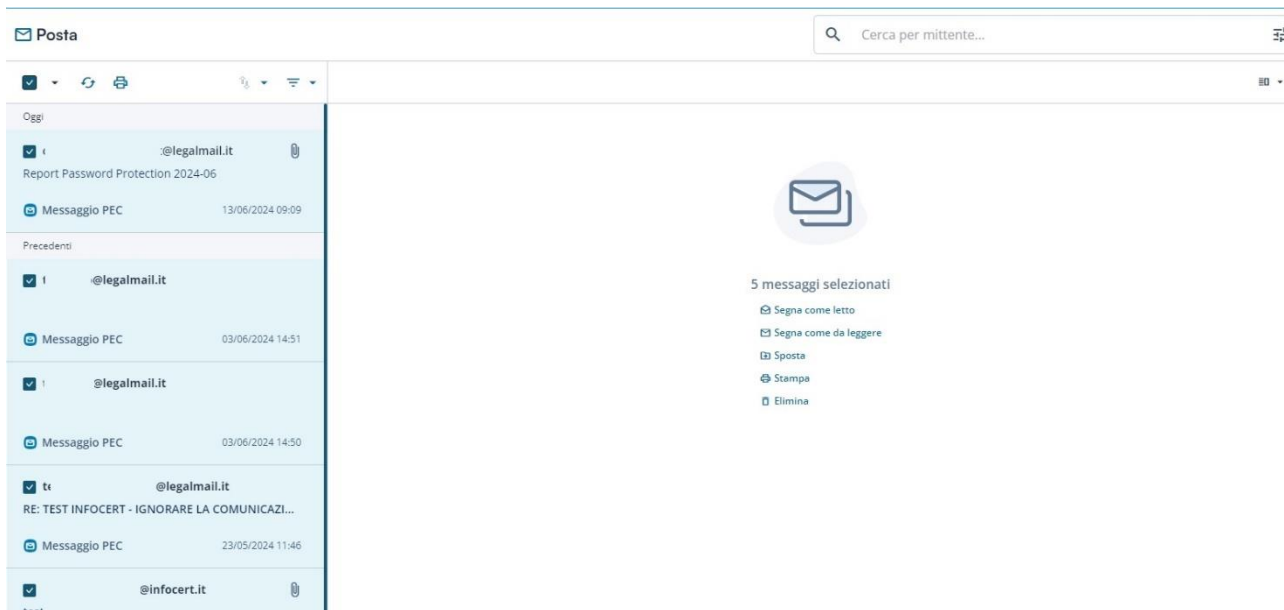 Posta
Cerca per mittente...
Oggi
@legalmail.it
Report Password Protection 2024-06
Messaggio PEC 13/06/2024 09:09
Precedenti
@legalmail.it
Messaggio PEC 03/06/2024 14:51
@legalmail.it
Messaggio PEC 03/06/2024 14:50
te @legalmail.it
RE: TEST INFOCERT - IGNORARE LA COMUNICAZI...
Messaggio PEC 23/05/2024 11:46
@infocert.it
5 messaggi selezionati
Segna come letto
Segna come da leggere
Sposta
Stampa
Elimina